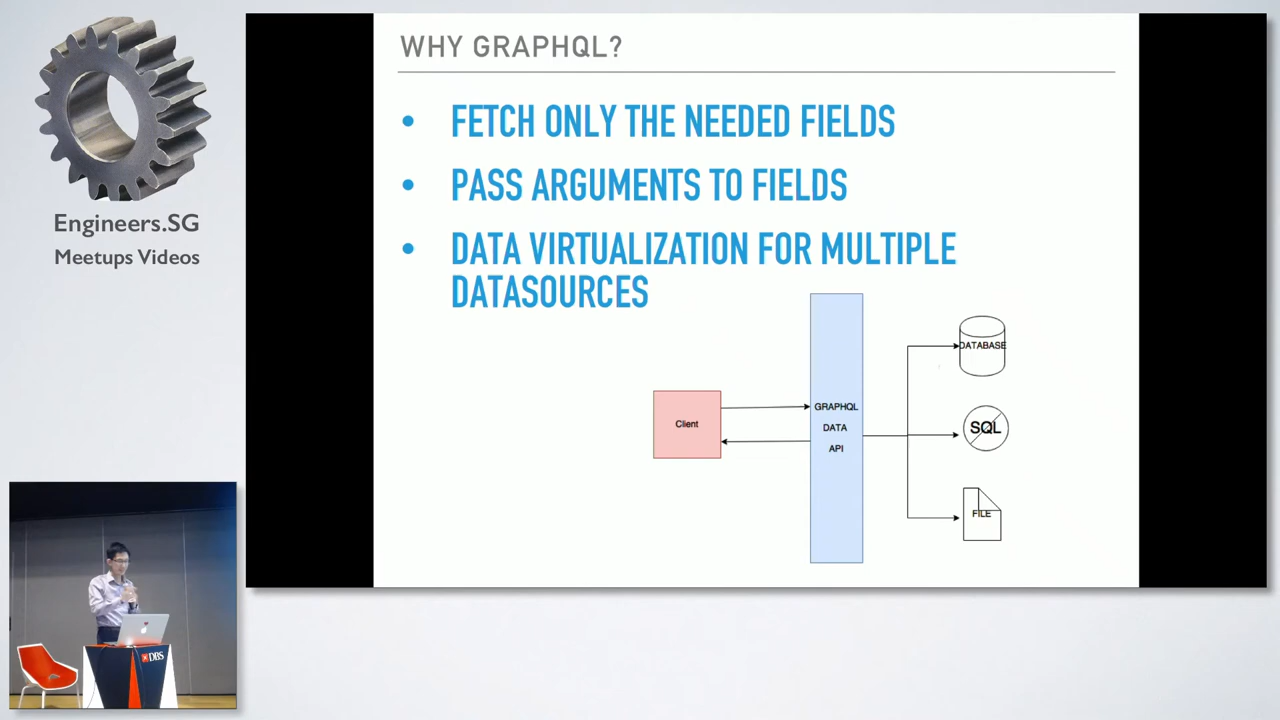 WHY GRAPHQL?
• FETCH ONLY THE NEEDED FIELDS
• PASS ARGUMENTS TO FIELDS
• DATA VIRTUALIZATION FOR MULTIPLE
DATASOURCES
Client
GRAPHQL
DATA
API
DATABASE
SQL
FILE
Engineers.SG
Meetups Videos
DBS